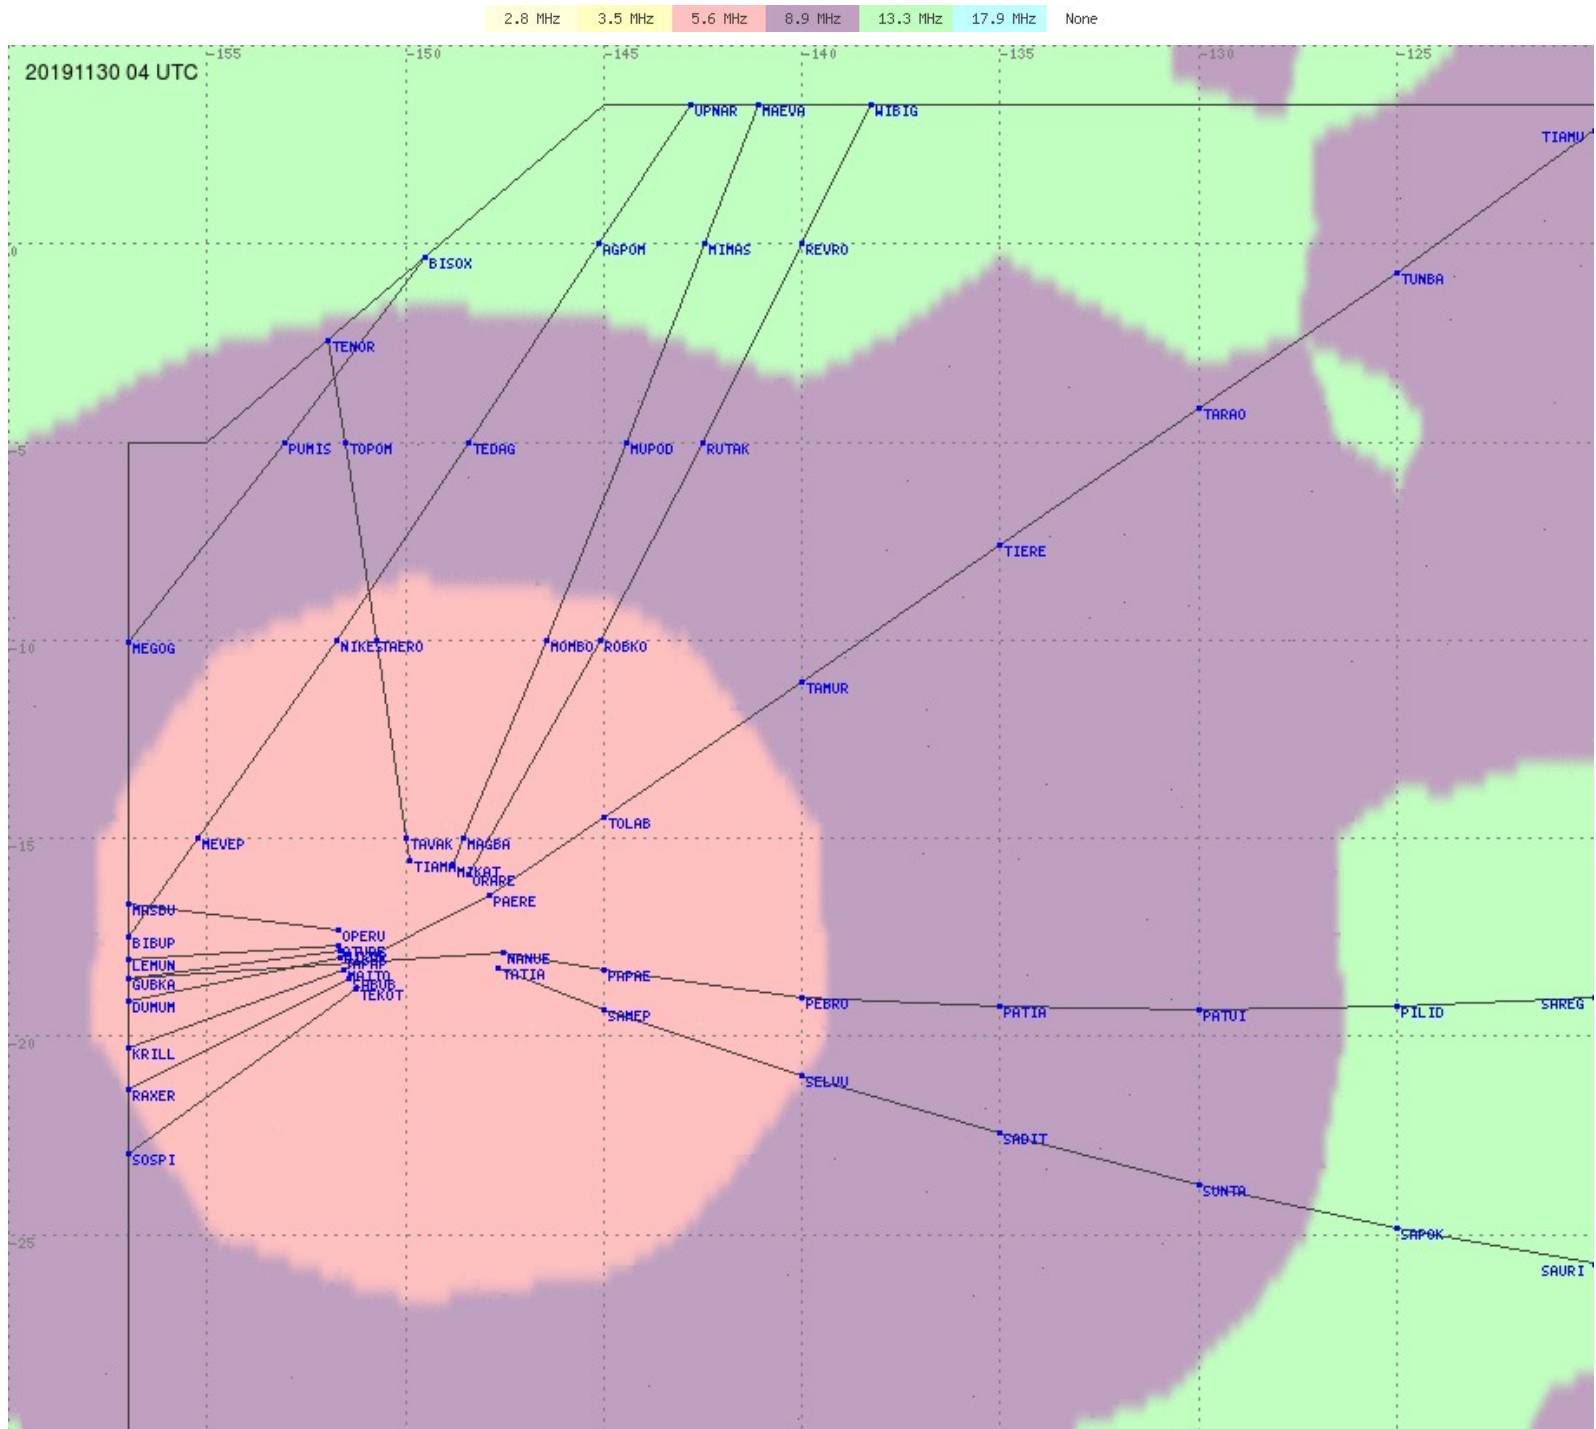 2.8 MHz 3.5 MHz 5.6 MHz 8.9 MHz 13.3 MHz 17.9 MHz None
-155 -150 -145 -140 -135 -130 -125
20191130 04 UTC
UPNAR MAEVA WIBIG
TIAMU
0 AGPOM MIMAS REVRO
BISOX
TUNBA
TENOR
TARAO
-5 PUMIS TOPOM TEDAG MUPOD RUTAK
TIERE
-10 MEGOG NIKES TAERO MOMBO ROBKO
TAMUR
TOLAB
-15 MEVEP TAVAK MAGBA
TIAMA MIKAT
ORARE
PAERE
MASBU
OPERU
BIBUP
NANUE
LEMUN
MAITO TATIA PAPAE
GUBKA
TEKOT
DUMUM PEBRO PATIA PATUI PILID SAREG
SAMEP
-20
KRILL
SELVU
RAXER
SADIT
SOSPI
SUNTA
-25 SAPOK
SAURI